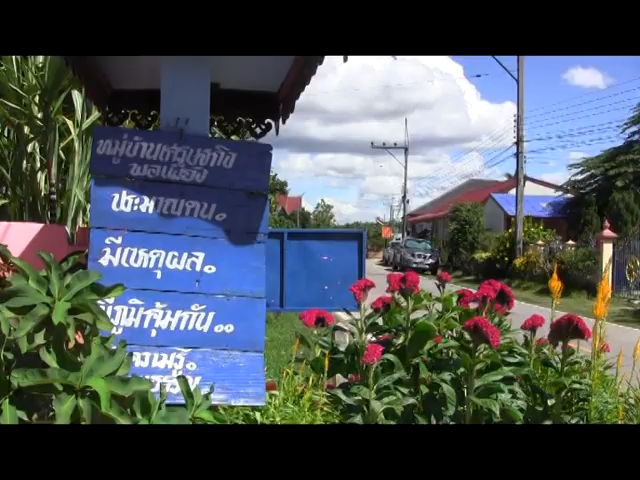 หมู่บ้านเศรษฐกิจ
พอเพียง
ประมาณตน.
มีเหตุผล.
มีภูมิคุ้มกัน..